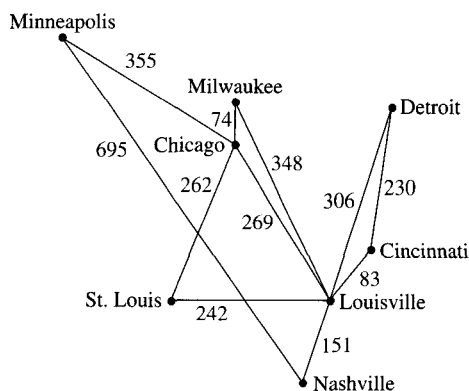 Minneapolis
355
Milwaukee
74
Detroit
695
Chicago
348
262
306
230
269
Cincinnati
83
St. Louis
242
Louisville
151
Nashville